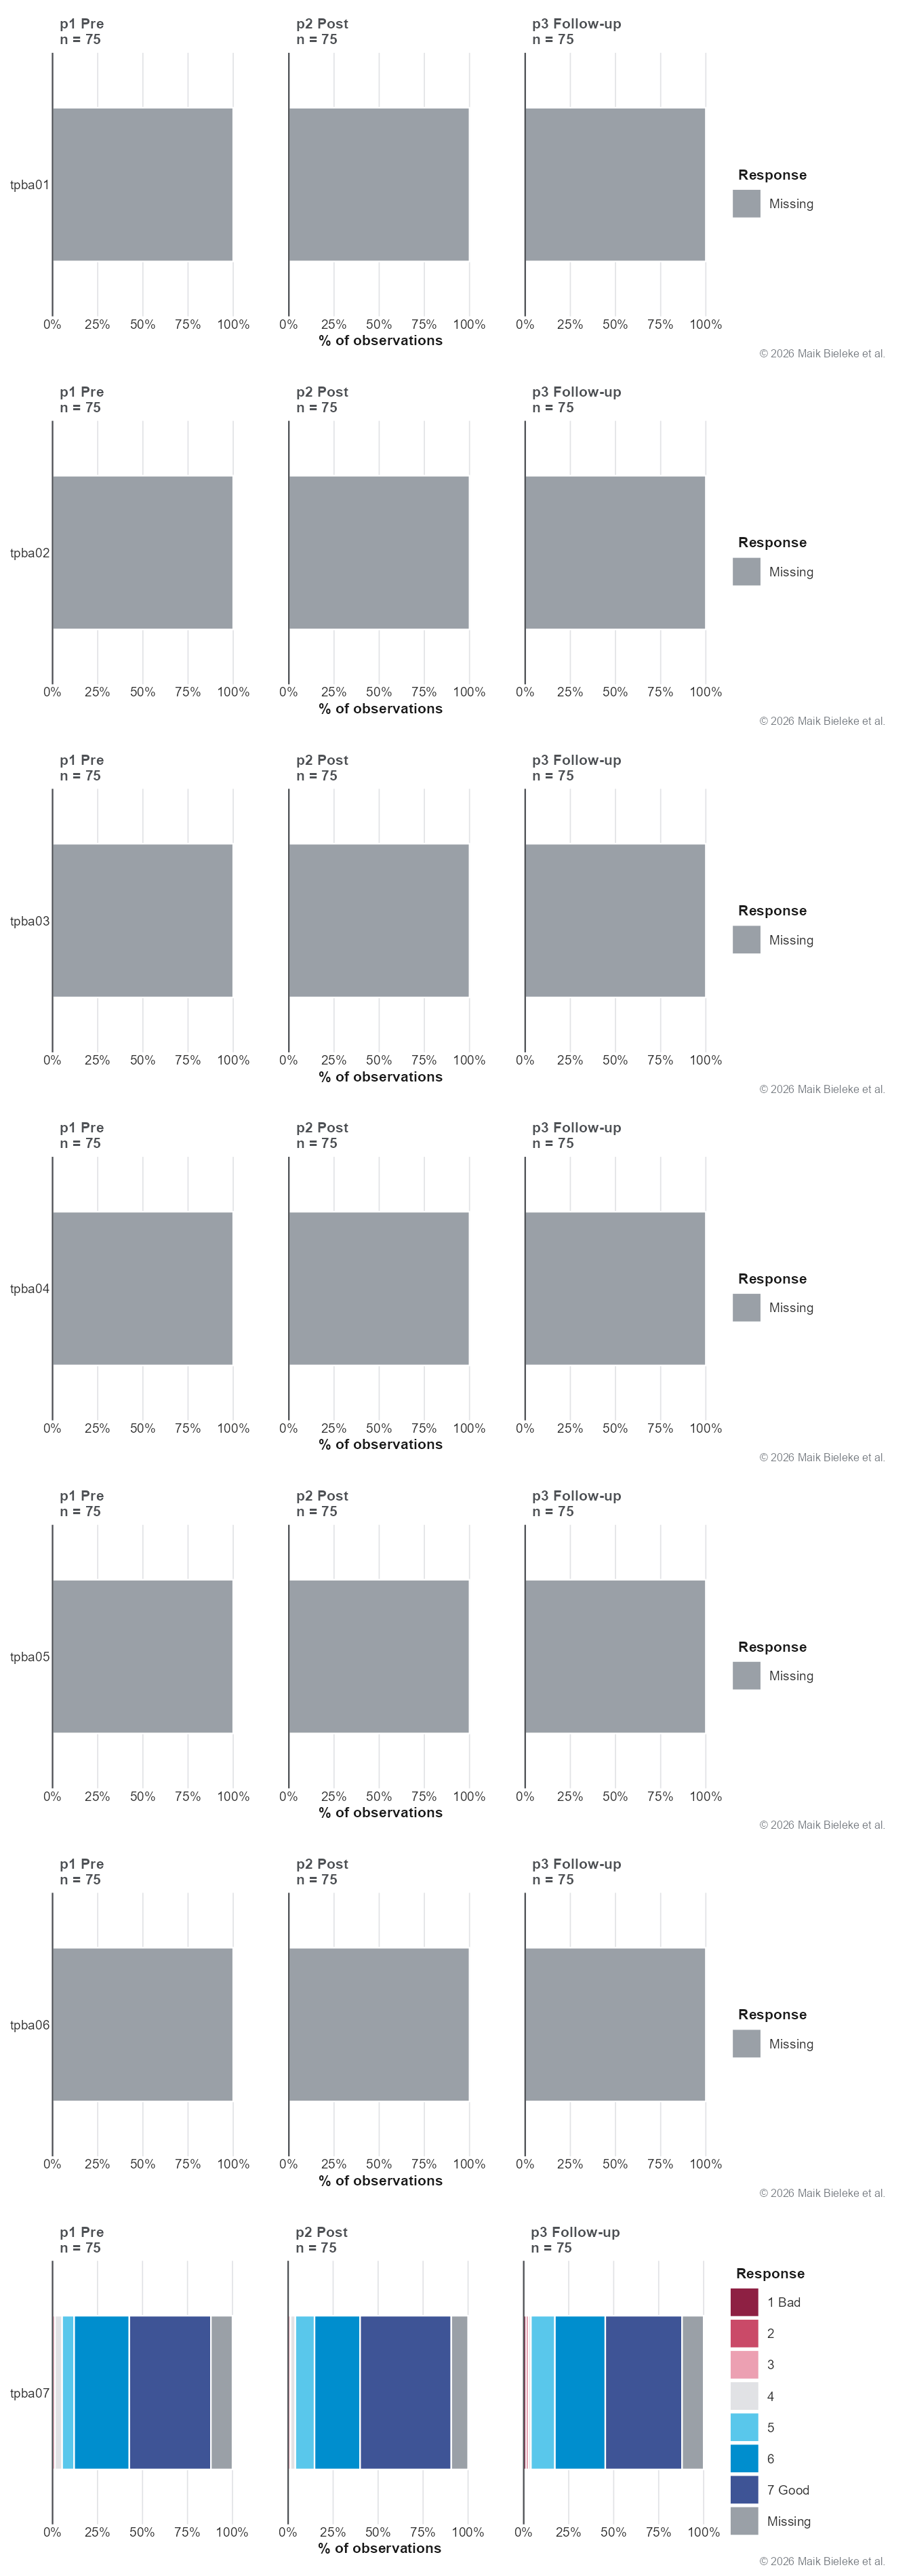 p1 Pre p2 Post p3 Follow-up
n = 75 n = 75 n = 75
Response
tpba01 Missing
0% 25% 50% 75% 100% 0% 25% 50% 75% 100% 0% 25% 50% 75% 100%
% of observations
© 2026 Maik Bieleke et al.
p1 Pre p2 Post p3 Follow-up
n = 75 n = 75 n = 75
Response
tpba02 Missing
0% 25% 50% 75% 100% 0% 25% 50% 75% 100% 0% 25% 50% 75% 100%
% of observations
© 2026 Maik Bieleke et al.
p1 Pre p2 Post p3 Follow-up
n = 75 n = 75 n = 75
Response
tpba03 Missing
0% 25% 50% 75% 100% 0% 25% 50% 75% 100% 0% 25% 50% 75% 100%
% of observations
© 2026 Maik Bieleke et al.
p1 Pre p2 Post p3 Follow-up
n = 75 n = 75 n = 75
Response
tpba04 Missing
0% 25% 50% 75% 100% 0% 25% 50% 75% 100% 0% 25% 50% 75% 100%
% of observations
© 2026 Maik Bieleke et al.
p1 Pre p2 Post p3 Follow-up
n = 75 n = 75 n = 75
Response
tpba05 Missing
0% 25% 50% 75% 100% 0% 25% 50% 75% 100% 0% 25% 50% 75% 100%
% of observations
© 2026 Maik Bieleke et al.
p1 Pre p2 Post p3 Follow-up
n = 75 n = 75 n = 75
Response
tpba06 Missing
0% 25% 50% 75% 100% 0% 25% 50% 75% 100% 0% 25% 50% 75% 100%
% of observations
© 2026 Maik Bieleke et al.
p1 Pre p2 Post p3 Follow-up
n = 75 n = 75 n = 75
Response
1 Bad
2
3
tpba07 4
5
6
7 Good
Missing
0% 25% 50% 75% 100% 0% 25% 50% 75% 100% 0% 25% 50% 75% 100%
% of observations
© 2026 Maik Bieleke et al.